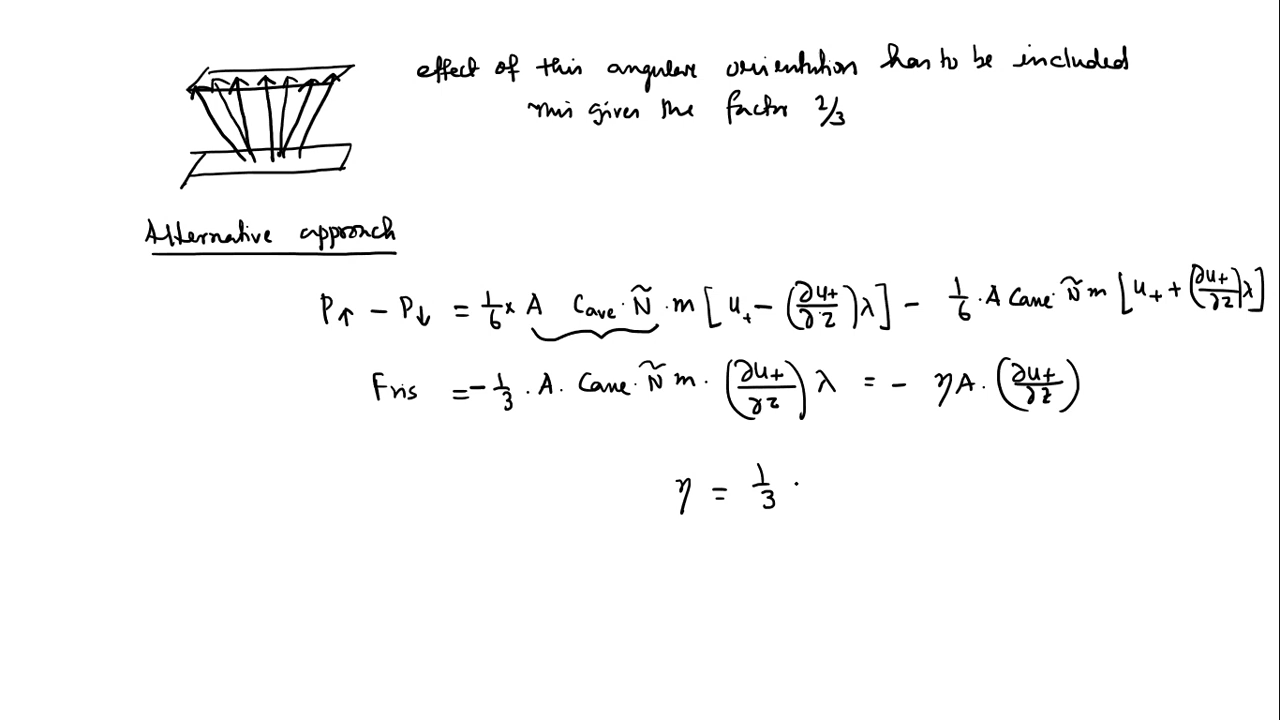 effect of this angular orientation has to be included
This gives the factor 2/3
Alternative approach
P↑ − P↓ = 1/6 × A Cave · Ñ · m [ u+ − (∂u+/∂z) λ ] − 1/6 · A Cave · Ñ m [ u+ + (∂u+/∂z) λ ]
Fvis = − 1/3 · A · Cave · Ñ m · (∂u+/∂z) λ = − ηA · (∂u+/∂z)
η = 1/3 ·